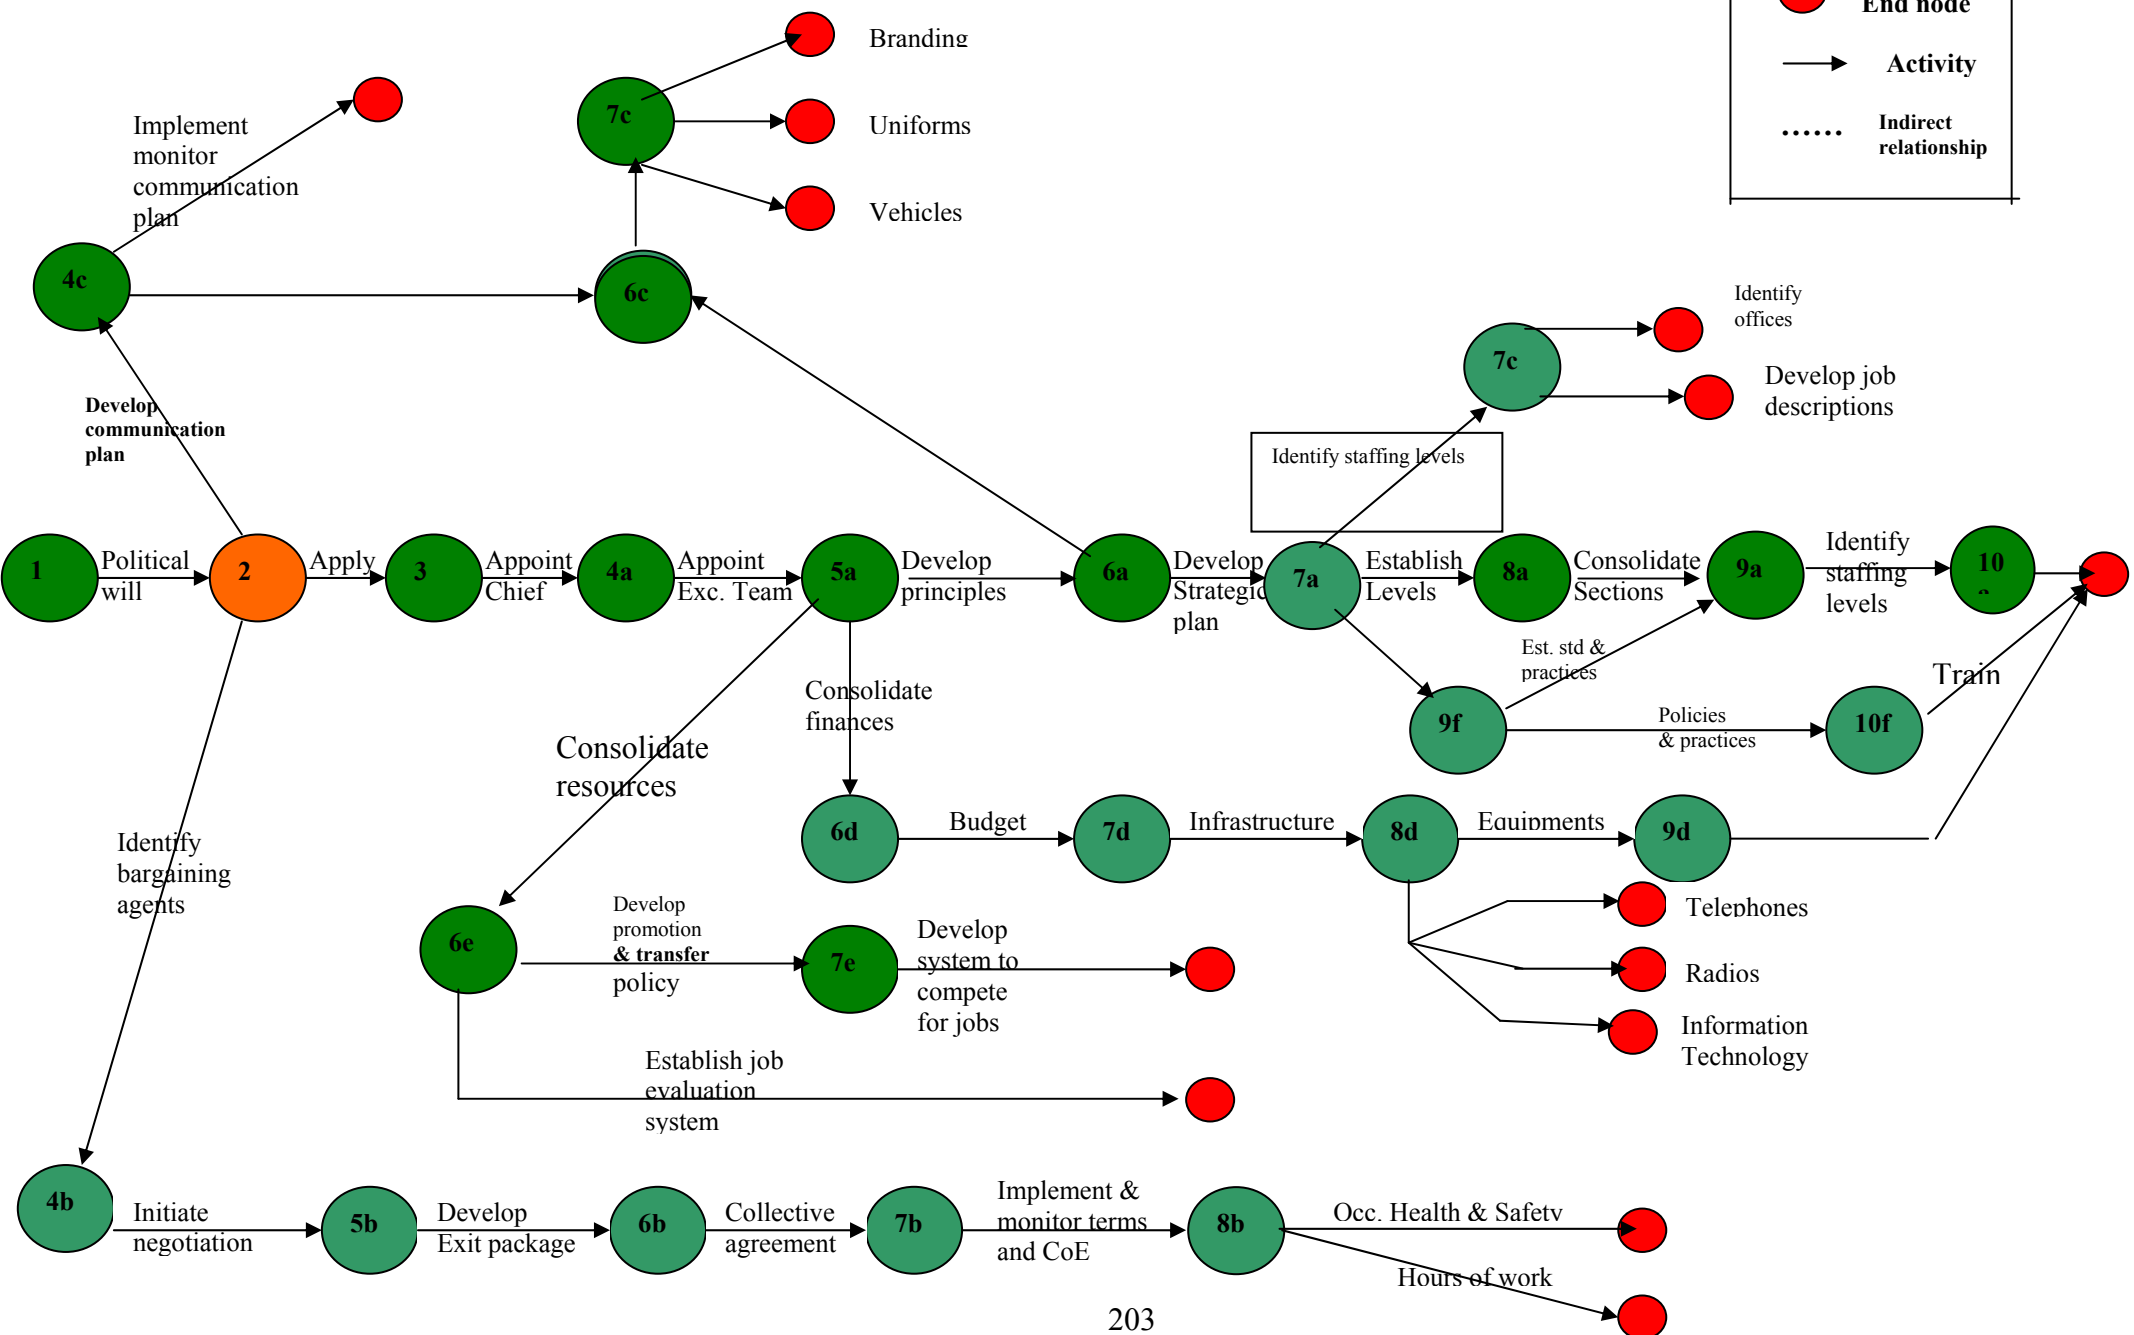 End node
Activity
Indirect
relationship
Branding
Uniforms
Vehicles
7c
Implement
monitor
communication
plan
4c
6c
Identify
offices
7c
Develop job
descriptions
Develop
communication
plan
Identify staffing levels
1
Political
will
2
Apply
3
Appoint
Chief
4a
Appoint
Exc. Team
5a
Develop
principles
6a
Develop
Strategic
plan
7a
Establish
Levels
8a
Consolidate
Sections
9a
Identify
staffing
levels
10
a
Est. std &
practices
Train
Consolidate
finances
9f
Policies
& practices
10f
Consolidate
resources
6d
Budget
7d
Infrastructure
8d
Equipments
9d
Identify
bargaining
agents
Telephones
Radios
Information
Technology
6e
Develop
promotion
& transfer
policy
7e
Develop
system to
compete
for jobs
Establish job
evaluation
system
4b
Initiate
negotiation
5b
Develop
Exit package
6b
Collective
agreement
7b
Implement &
monitor terms
and CoE
8b
Occ. Health & Safety
Hours of work
203